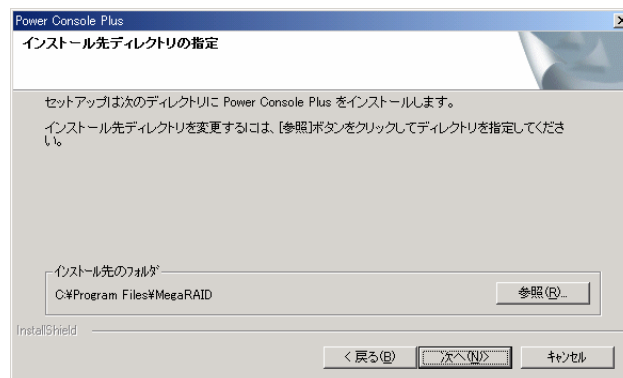 Power Console Plus
インストール先ディレクトリの指定
セットアップは次のディレクトリに Power Console Plus をインストールします。
インストール先ディレクトリを変更するには、[参照]ボタンをクリックしてディレクトリを指定してくださ
い。
インストール先のフォルダ
C:¥Program Files¥MegaRAID
参照(R)...
InstallShield
< 戻る(B)
次へ(N)>
キャンセル